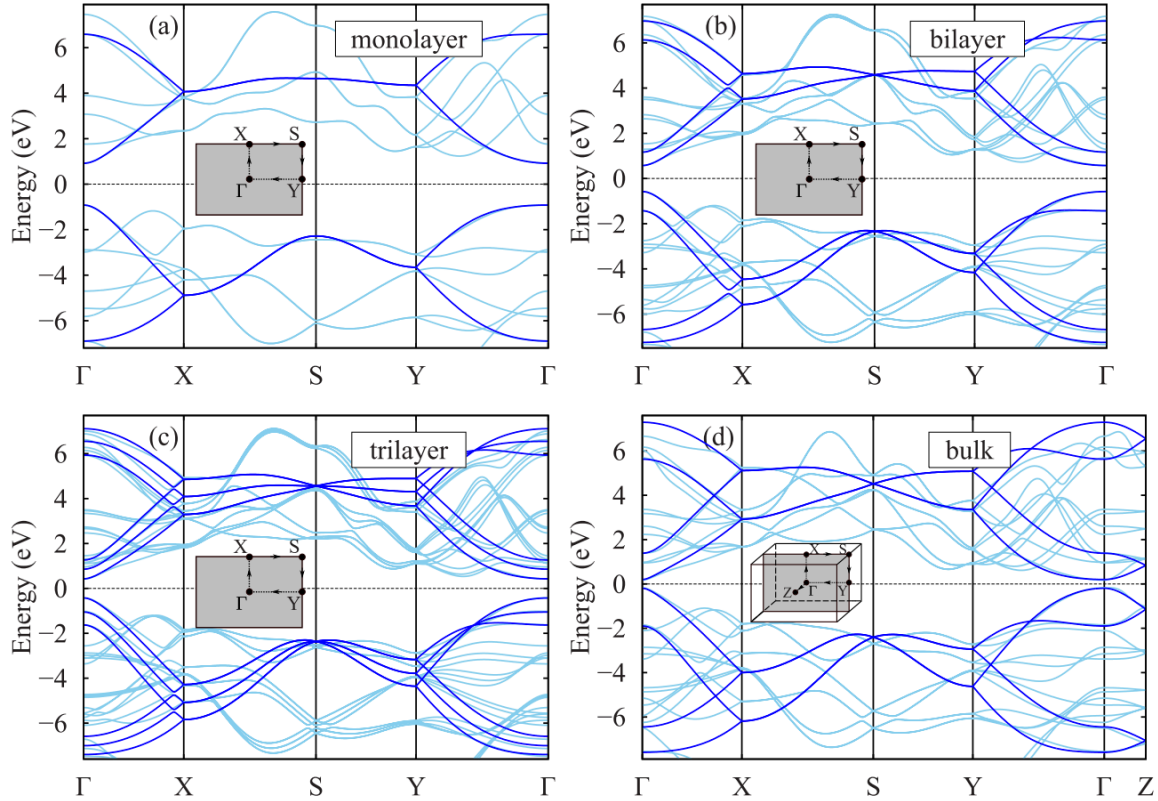 (a) monolayer
Energy (eV)
6
4
2
0
−2
−4
−6
X S
Γ Y
Γ X S Y Γ
(b) bilayer
Energy (eV)
6
4
2
0
−2
−4
−6
X S
Γ Y
Γ X S Y Γ
(c) trilayer
Energy (eV)
6
4
2
0
−2
−4
−6
X S
Γ Y
Γ X S Y Γ
(d) bulk
Energy (eV)
6
4
2
0
−2
−4
−6
X S
Z Γ Y
Γ X S Y Γ Z